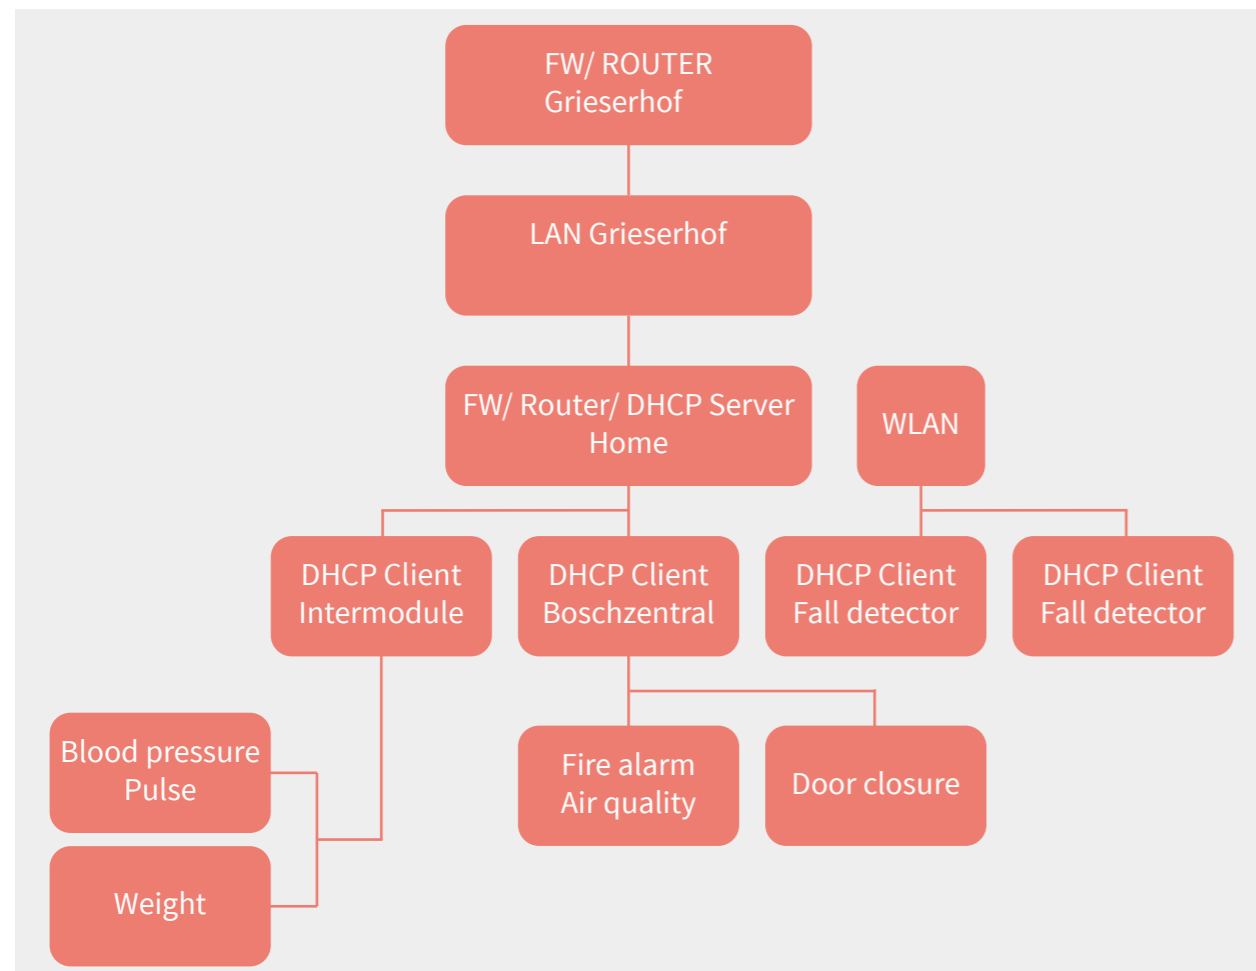 FW/ ROUTER
Grieserhof
LAN Grieserhof
FW/ Router/ DHCP Server
Home
WLAN
DHCP Client
Intermodule
DHCP Client
Boschzentral
DHCP Client
Fall detector
DHCP Client
Fall detector
Blood pressure
Pulse
Fire alarm
Air quality
Door closure
Weight